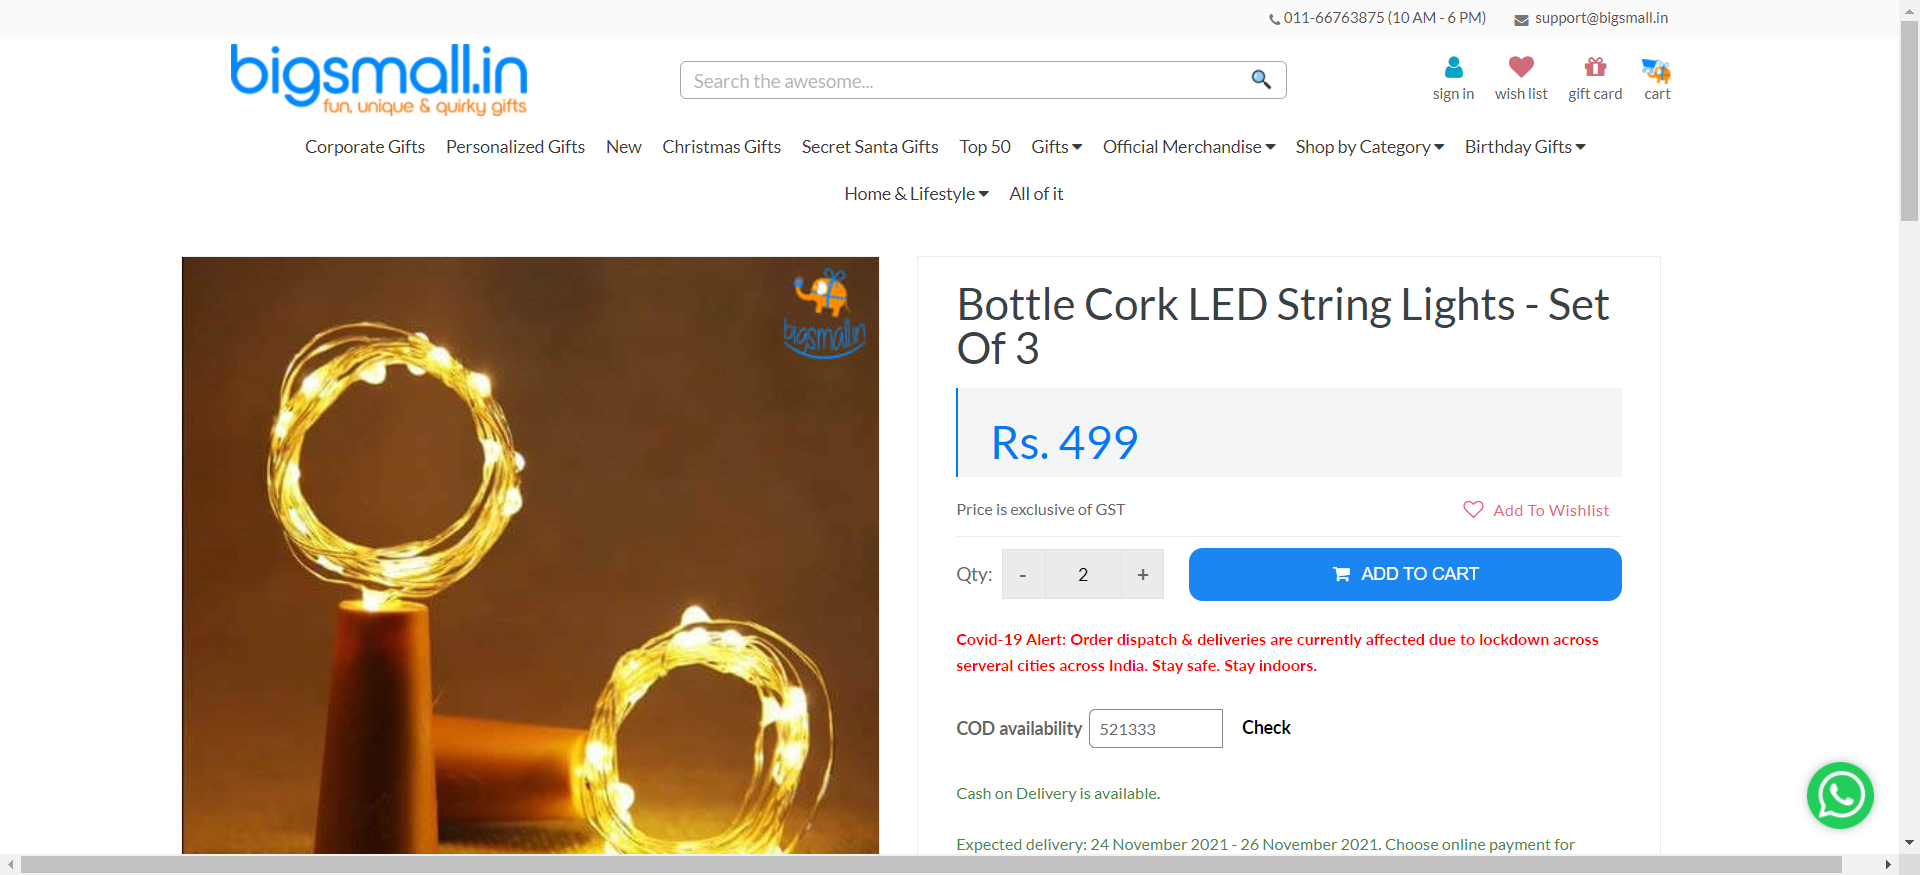 011-66763875 (10 AM - 6 PM) support@bigsmall.in
bigsmall.in
fun, unique & quirky gifts
Search the awesome...
sign in wish list gift card cart
Corporate Gifts Personalized Gifts New Christmas Gifts Secret Santa Gifts Top 50 Gifts Official Merchandise Shop by Category Birthday Gifts
Home & Lifestyle All of it
bigsmall.in
Bottle Cork LED String Lights - Set
Of 3
Rs. 499
Price is exclusive of GST Add To Wishlist
Qty: - 2 + ADD TO CART
Covid-19 Alert: Order dispatch & deliveries are currently affected due to lockdown across
serveral cities across India. Stay safe. Stay indoors.
COD availability 521333 Check
Cash on Delivery is available.
Expected delivery: 24 November 2021 - 26 November 2021. Choose online payment for